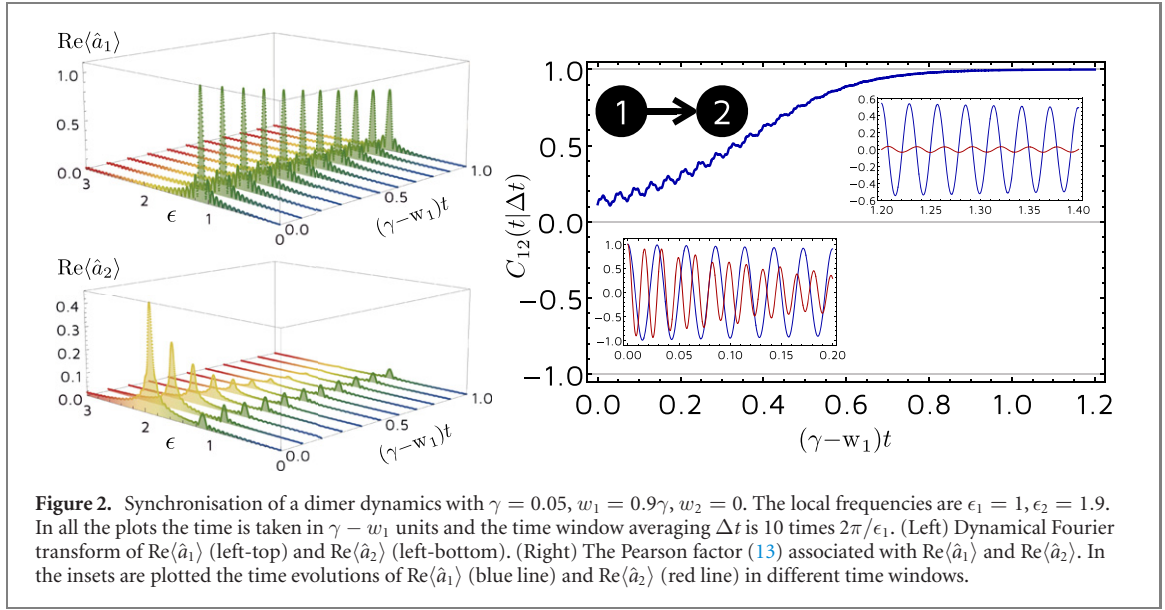 Re⟨â₁⟩
1.0
0.5
0.0
3
2
ϵ
1
0
0.0
0.5
1.0
(γ−w₁)t
Re⟨â₂⟩
0.4
0.3
0.2
0.1
0.0
3
2
ϵ
1
0
0.0
0.5
1.0
(γ−w₁)t
C₁₂(t|Δt)
1.0
0.5
0.0
−0.5
−1.0
1 2
0.6
0.4
0.2
0.0
−0.2
−0.4
−0.6
1.20 1.25 1.30 1.35 1.40
1.0
0.5
0.0
−0.5
−1.0
0.00 0.05 0.10 0.15 0.20
0.0 0.2 0.4 0.6 0.8 1.0 1.2
(γ−w₁)t
Figure 2. Synchronisation of a dimer dynamics with γ = 0.05, w₁ = 0.9γ, w₂ = 0. The local frequencies are ϵ₁ = 1, ϵ₂ = 1.9.
In all the plots the time is taken in γ − w₁ units and the time window averaging Δt is 10 times 2π/ϵ₁. (Left) Dynamical Fourier
transform of Re⟨â₁⟩ (left-top) and Re⟨â₂⟩ (left-bottom). (Right) The Pearson factor (13) associated with Re⟨â₁⟩ and Re⟨â₂⟩. In
the insets are plotted the time evolutions of Re⟨â₁⟩ (blue line) and Re⟨â₂⟩ (red line) in different time windows.